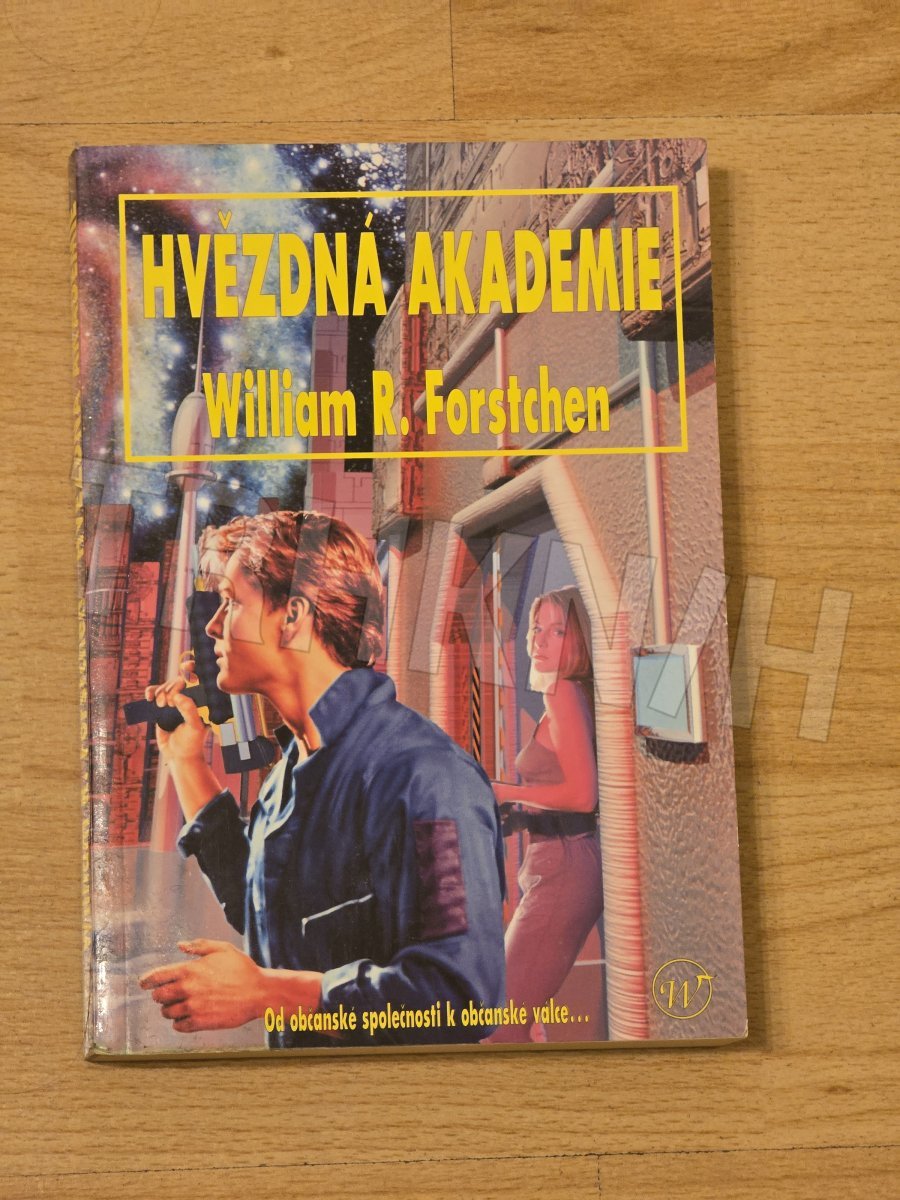 HVĚZDNÁ AKADEMIE
William R. Forstchen
Od občanské společnosti k občanské válce...
W